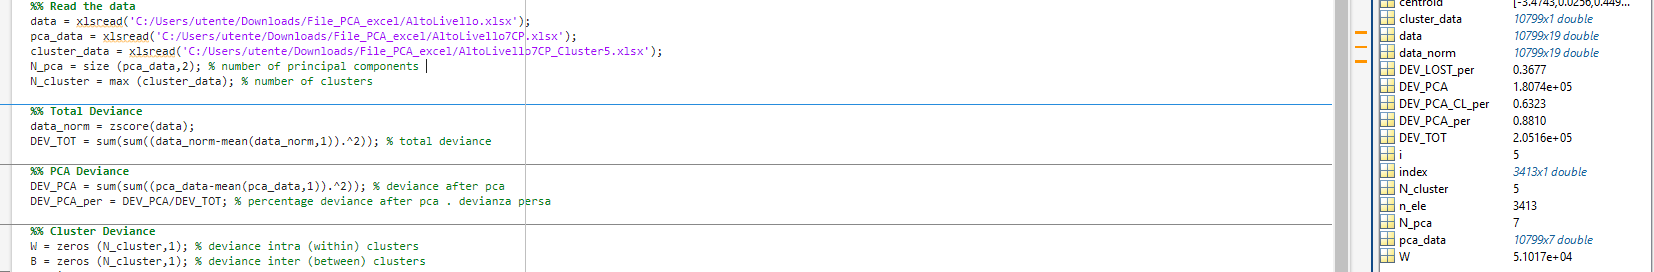 %% Read the data
data = xlsread('C:/Users/utente/Downloads/File_PCA_excel/AltoLivello.xlsx');
pca_data = xlsread('C:/Users/utente/Downloads/File_PCA_excel/AltoLivello7CP.xlsx');
cluster_data = xlsread('C:/Users/utente/Downloads/File_PCA_excel/AltoLivello7CP_Cluster5.xlsx');
N_pca = size (pca_data,2); % number of principal components
N_cluster = max (cluster_data); % number of clusters
%% Total Deviance
data_norm = zscore(data);
DEV_TOT = sum(sum((data_norm-mean(data_norm,1)).^2)); % total deviance
%% PCA Deviance
DEV_PCA = sum(sum((pca_data-mean(pca_data,1)).^2)); % deviance after pca
DEV_PCA_per = DEV_PCA/DEV_TOT; % percentage deviance after pca . devianza persa
%% Cluster Deviance
W = zeros (N_cluster,1); % deviance intra (within) clusters
B = zeros (N_cluster,1); % deviance inter (between) clusters
centroid [-3.4743,0.0256,0.449...
cluster_data 10799x1 double
data 10799x19 double
data_norm 10799x19 double
DEV_LOST_per 0.3677
DEV_PCA 1.8074e+05
DEV_PCA_CL_per 0.6323
DEV_PCA_per 0.8810
DEV_TOT 2.0516e+05
i 5
index 3413x1 double
N_cluster 5
n_ele 3413
N_pca 7
pca_data 10799x7 double
W 5.1017e+04